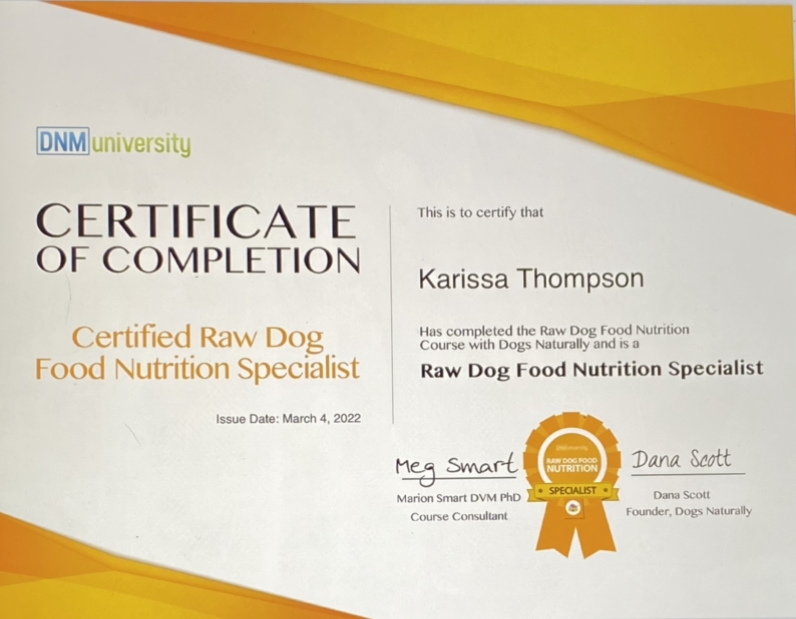 DNM university
CERTIFICATE
OF COMPLETION
Certified Raw Dog
Food Nutrition Specialist
Issue Date: March 4, 2022
This is to certify that
Karissa Thompson
Has completed the Raw Dog Food Nutrition
Course with Dogs Naturally and is a
Raw Dog Food Nutrition Specialist
Meg Smart
Marion Smart DVM PhD
Course Consultant
DNMuniversity
RAW DOG FOOD
NUTRITION
SPECIALIST
Dana Scott
Dana Scott
Founder, Dogs Naturally